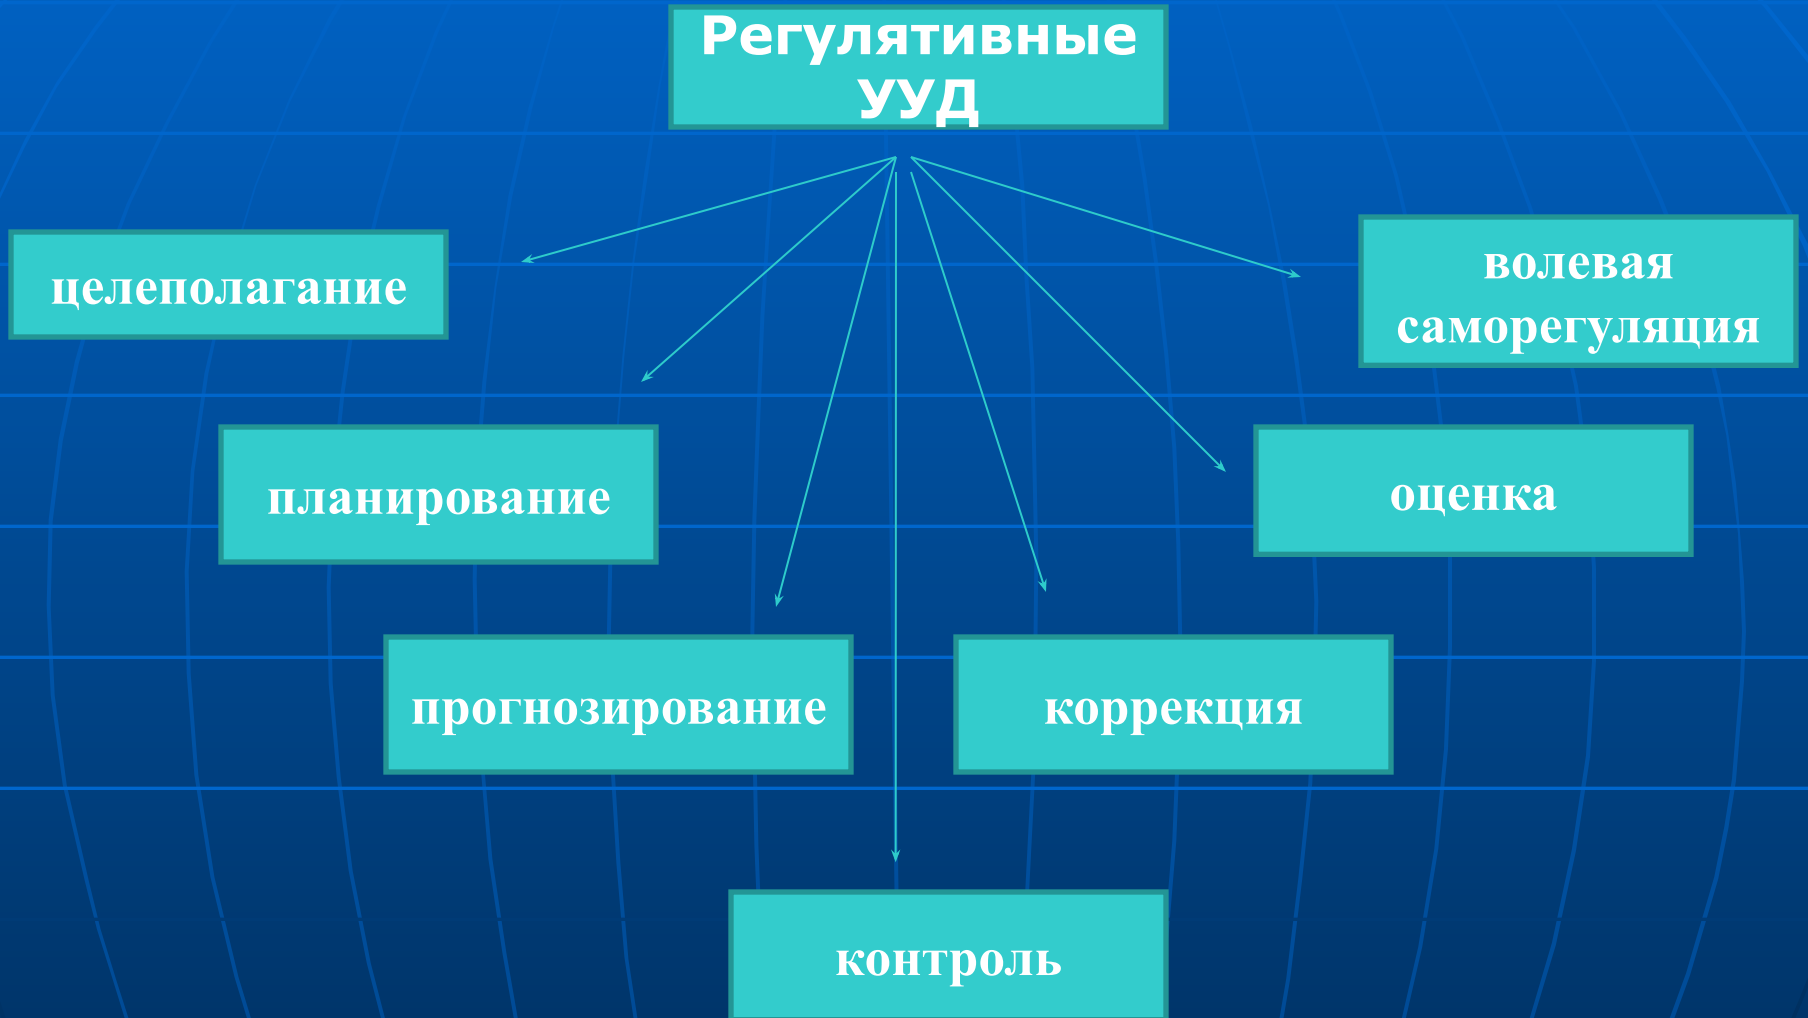 Регулятивные
УУД
целеполагание
волевая
саморегуляция
планирование
оценка
прогнозирование
коррекция
контроль